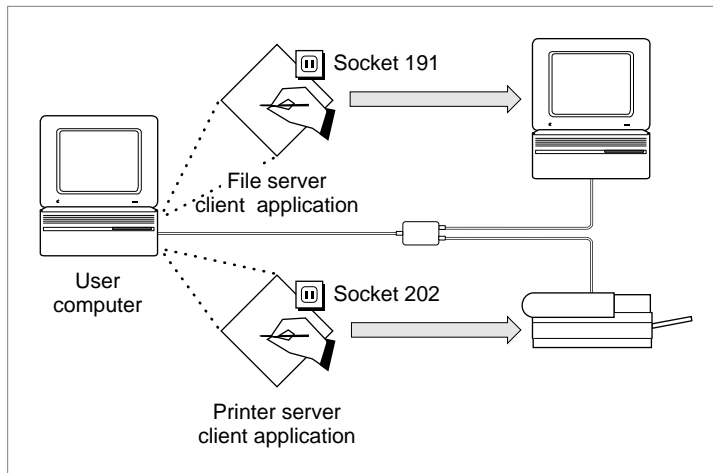 Socket 191
File server
client application
User
computer
Socket 202
Printer server
client application